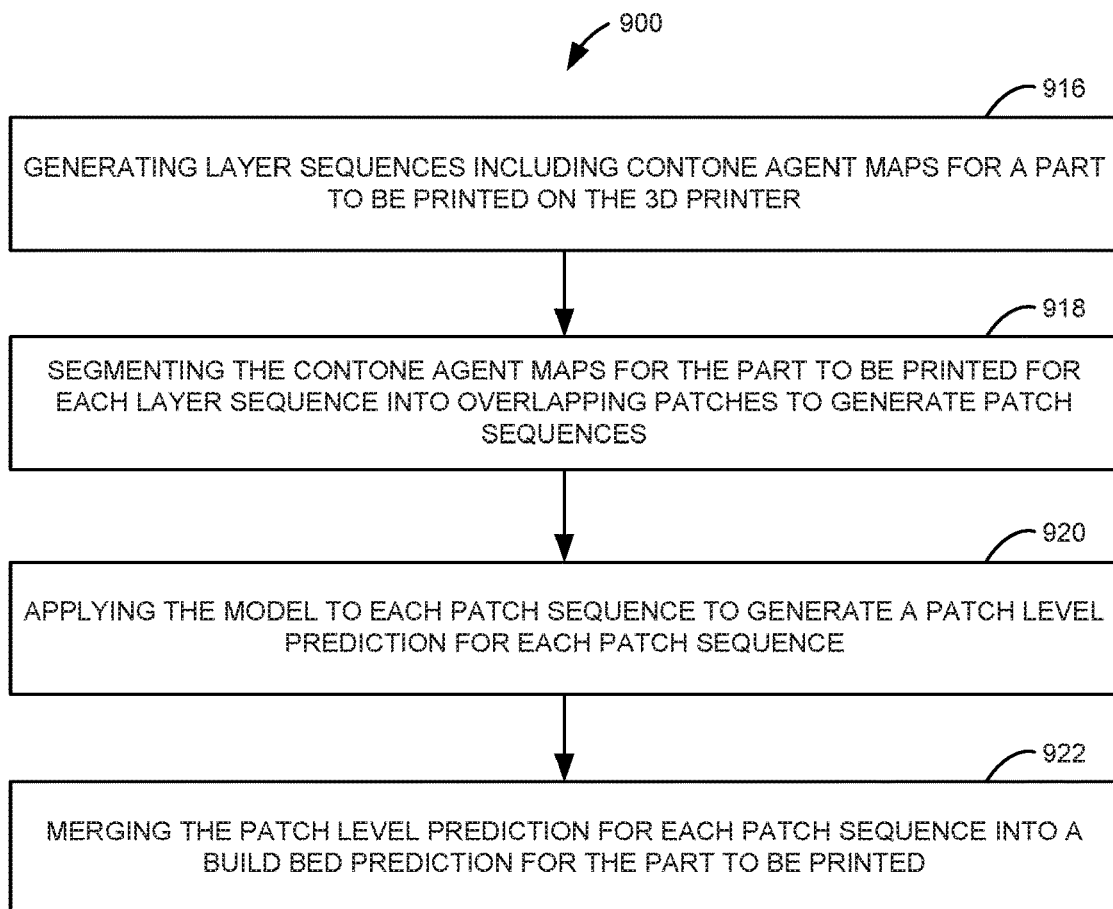 900
916
GENERATING LAYER SEQUENCES INCLUDING CONTONE AGENT MAPS FOR A PART
TO BE PRINTED ON THE 3D PRINTER
918
SEGMENTING THE CONTONE AGENT MAPS FOR THE PART TO BE PRINTED FOR
EACH LAYER SEQUENCE INTO OVERLAPPING PATCHES TO GENERATE PATCH
SEQUENCES
920
APPLYING THE MODEL TO EACH PATCH SEQUENCE TO GENERATE A PATCH LEVEL
PREDICTION FOR EACH PATCH SEQUENCE
922
MERGING THE PATCH LEVEL PREDICTION FOR EACH PATCH SEQUENCE INTO A
BUILD BED PREDICTION FOR THE PART TO BE PRINTED